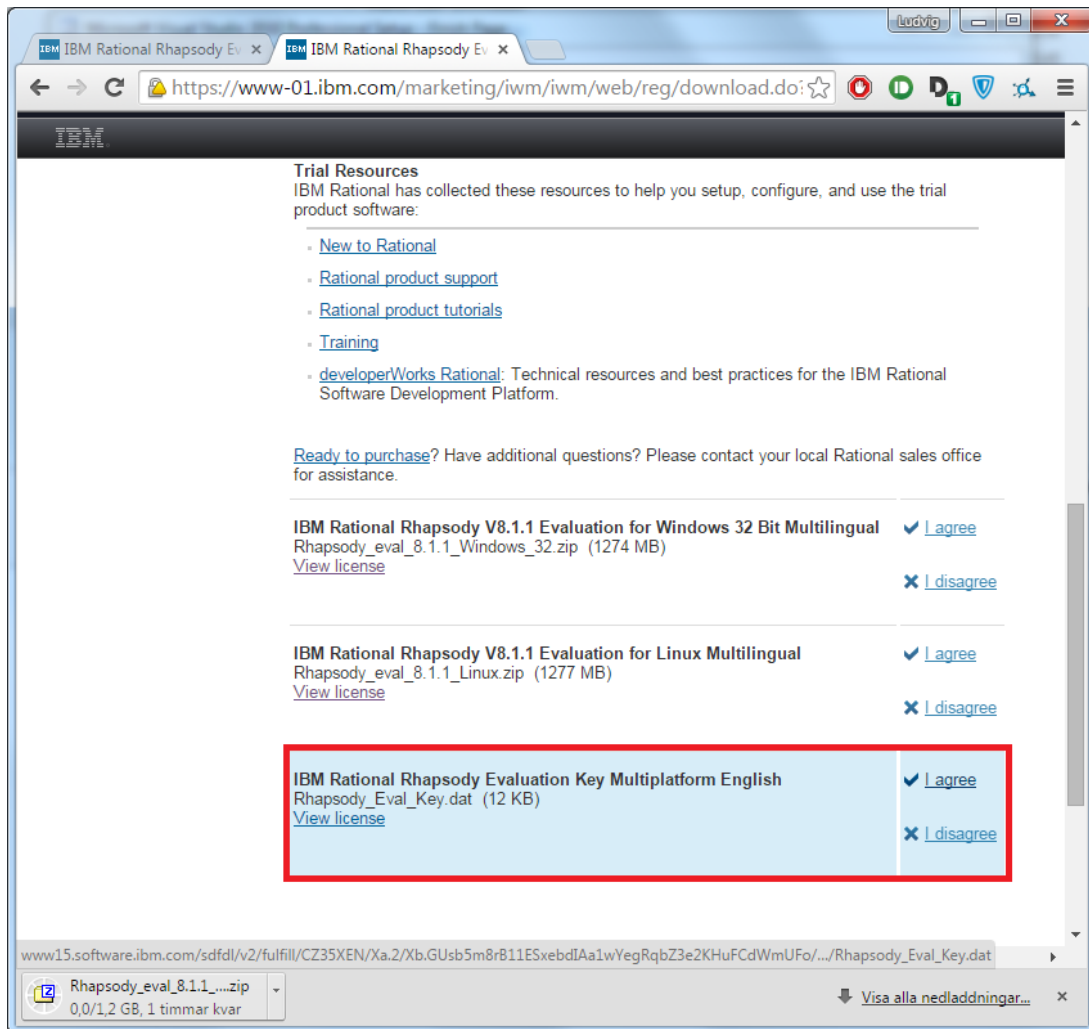 Ludvig
IBM IBM Rational Rhapsody Ev
IBM IBM Rational Rhapsody Ev
https://www-01.ibm.com/marketing/iwm/iwm/web/reg/download.do?
1
IBM
Trial Resources
IBM Rational has collected these resources to help you setup, configure, and use the trial
product software:
New to Rational
Rational product support
Rational product tutorials
Training
developerWorks Rational: Technical resources and best practices for the IBM Rational
Software Development Platform.
Ready to purchase? Have additional questions? Please contact your local Rational sales office
for assistance.
IBM Rational Rhapsody V8.1.1 Evaluation for Windows 32 Bit Multilingual
Rhapsody_eval_8.1.1_Windows_32.zip (1274 MB)
View license
I agree
I disagree
IBM Rational Rhapsody V8.1.1 Evaluation for Linux Multilingual
Rhapsody_eval_8.1.1_Linux.zip (1277 MB)
View license
I agree
I disagree
IBM Rational Rhapsody Evaluation Key Multiplatform English
Rhapsody_Eval_Key.dat (12 KB)
View license
I agree
I disagree
www15.software.ibm.com/sdfdl/v2/fulfill/CZ35XEN/Xa.2/Xb.GUsb5m8rB11ESxebdIAa1wYegRqbZ3e2KHuFCdWmUFo/.../Rhapsody_Eval_Key.dat
Rhapsody_eval_8.1.1_....zip
0,0/1,2 GB, 1 timmar kvar
Visa alla nedladdningar...